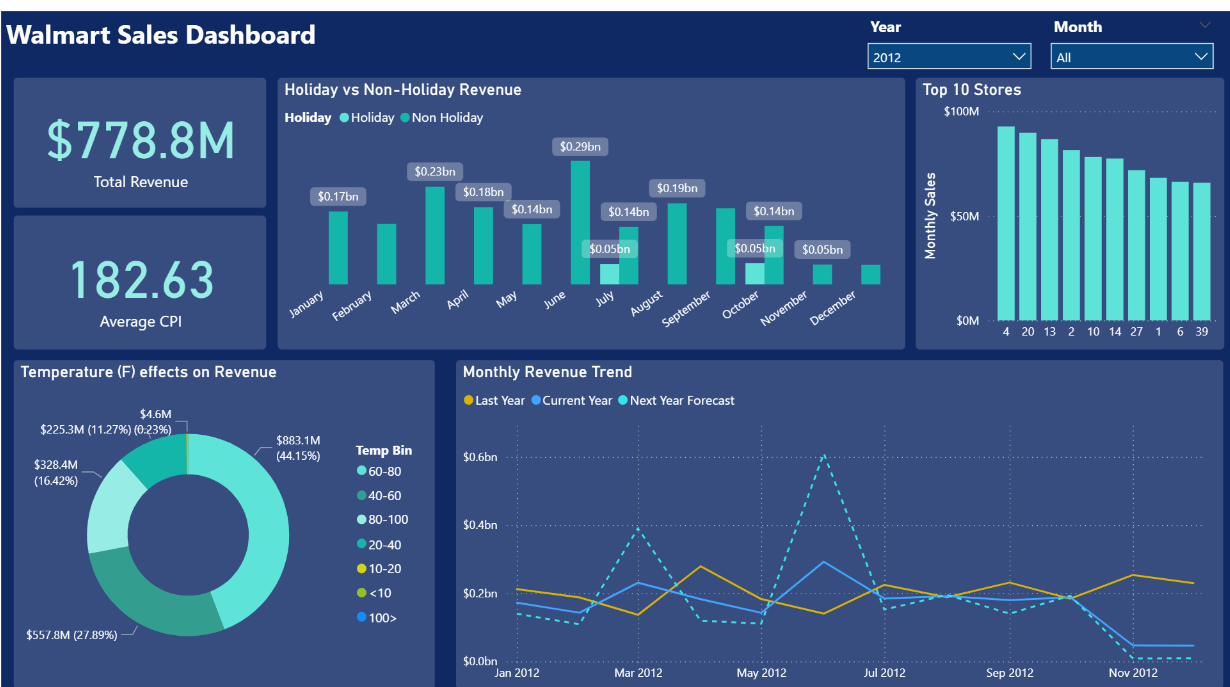 Walmart Sales Dashboard
Year
2012
Month
All
$778.8M
Total Revenue
182.63
Average CPI
Holiday vs Non-Holiday Revenue
Holiday Holiday Non Holiday
$0.29bn
$0.23bn
$0.19bn
$0.18bn
$0.17bn
$0.14bn
$0.14bn
$0.14bn
$0.05bn
$0.05bn
$0.05bn
January
February
March
April
May
June
July
August
September
October
November
December
Top 10 Stores
Monthly Sales
$100M
$50M
$0M
4 20 13 2 10 14 27 1 6 39
Temperature (F) effects on Revenue
$4.6M
(0.23%)
$225.3M (11.27%)
$328.4M
(16.42%)
$883.1M
(44.15%)
$557.8M (27.89%)
Temp Bin
60-80
40-60
80-100
20-40
10-20
<10
100>
Monthly Revenue Trend
Last Year Current Year Next Year Forecast
$0.6bn
$0.4bn
$0.2bn
$0.0bn
Jan 2012 Mar 2012 May 2012 Jul 2012 Sep 2012 Nov 2012